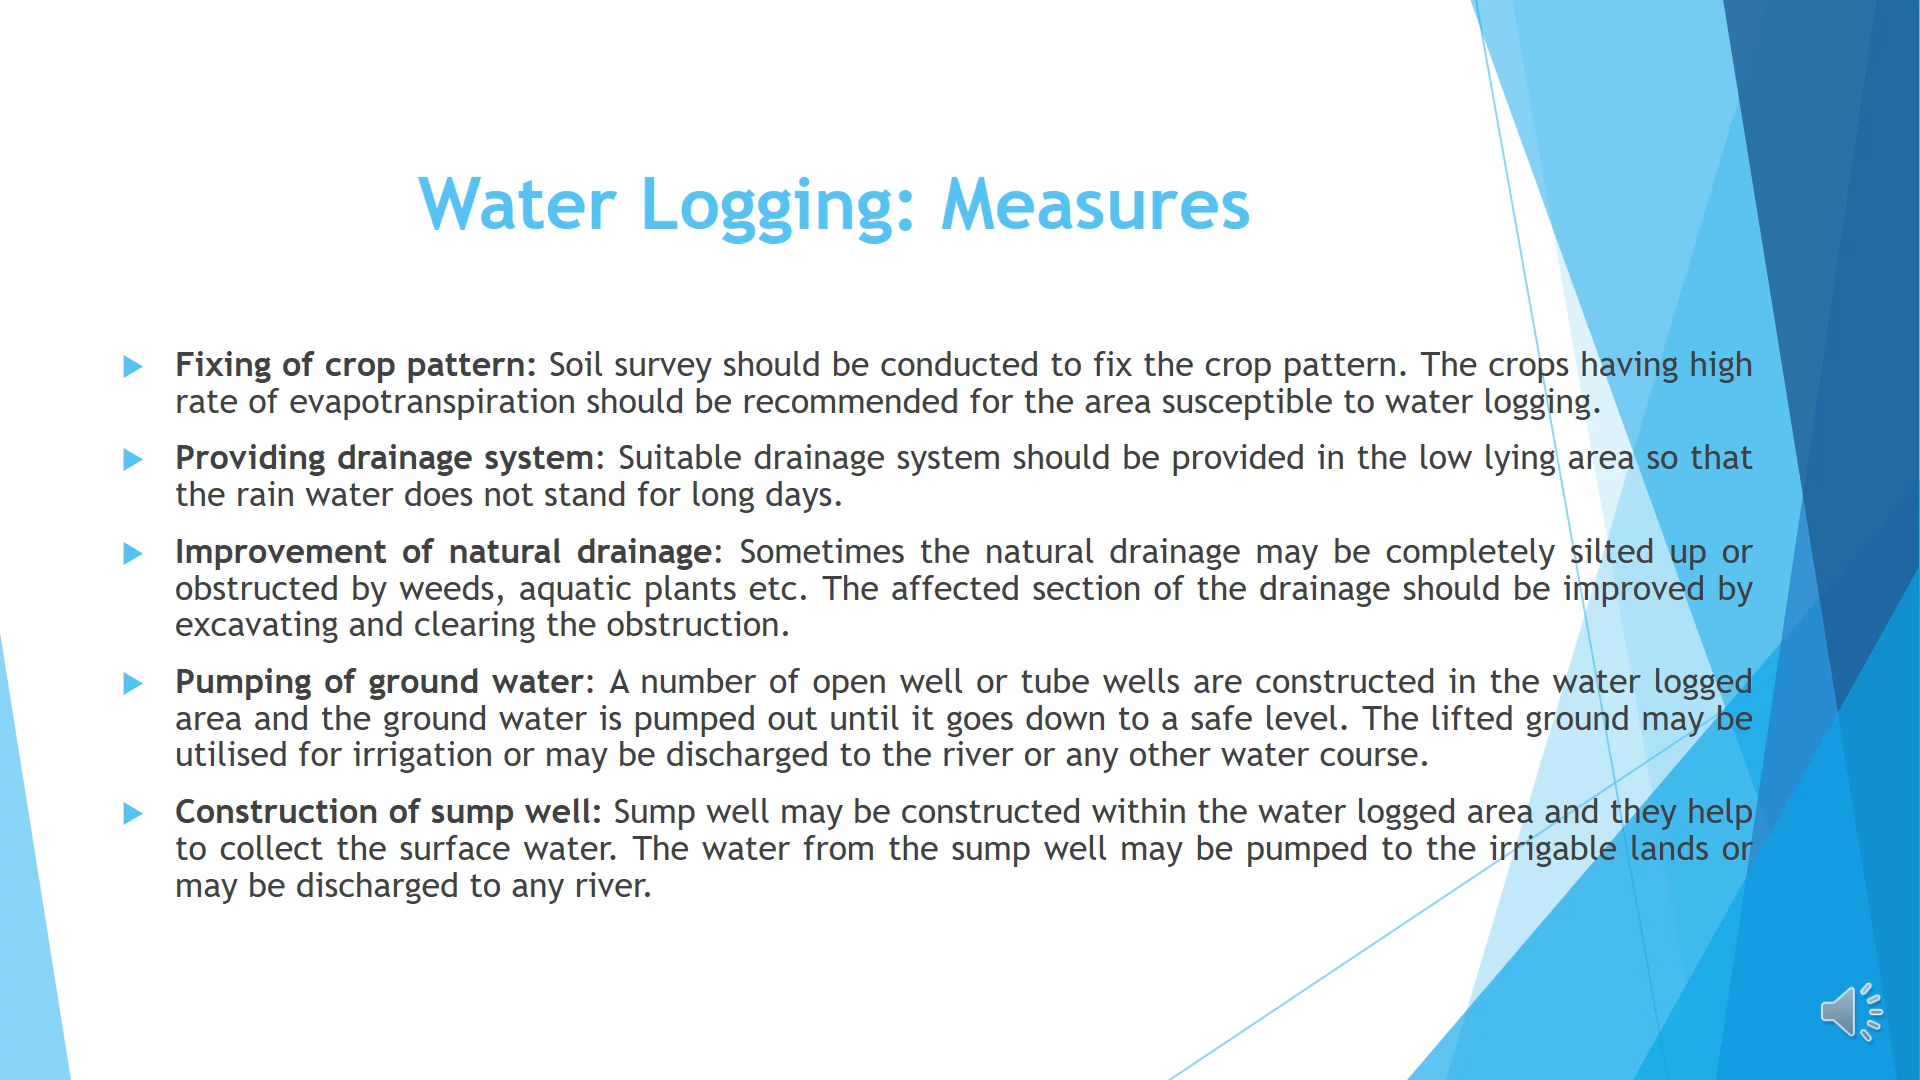 Water Logging: Measures
Fixing of crop pattern: Soil survey should be conducted to fix the crop pattern. The crops having high
rate of evapotranspiration should be recommended for the area susceptible to water logging.
Providing drainage system: Suitable drainage system should be provided in the low lying area so that
the rain water does not stand for long days.
Improvement of natural drainage: Sometimes the natural drainage may be completely silted up or
obstructed by weeds, aquatic plants etc. The affected section of the drainage should be improved by
excavating and clearing the obstruction.
Pumping of ground water: A number of open well or tube wells are constructed in the water logged
area and the ground water is pumped out until it goes down to a safe level. The lifted ground may be
utilised for irrigation or may be discharged to the river or any other water course.
Construction of sump well: Sump well may be constructed within the water logged area and they help
to collect the surface water. The water from the sump well may be pumped to the irrigable lands or
may be discharged to any river.